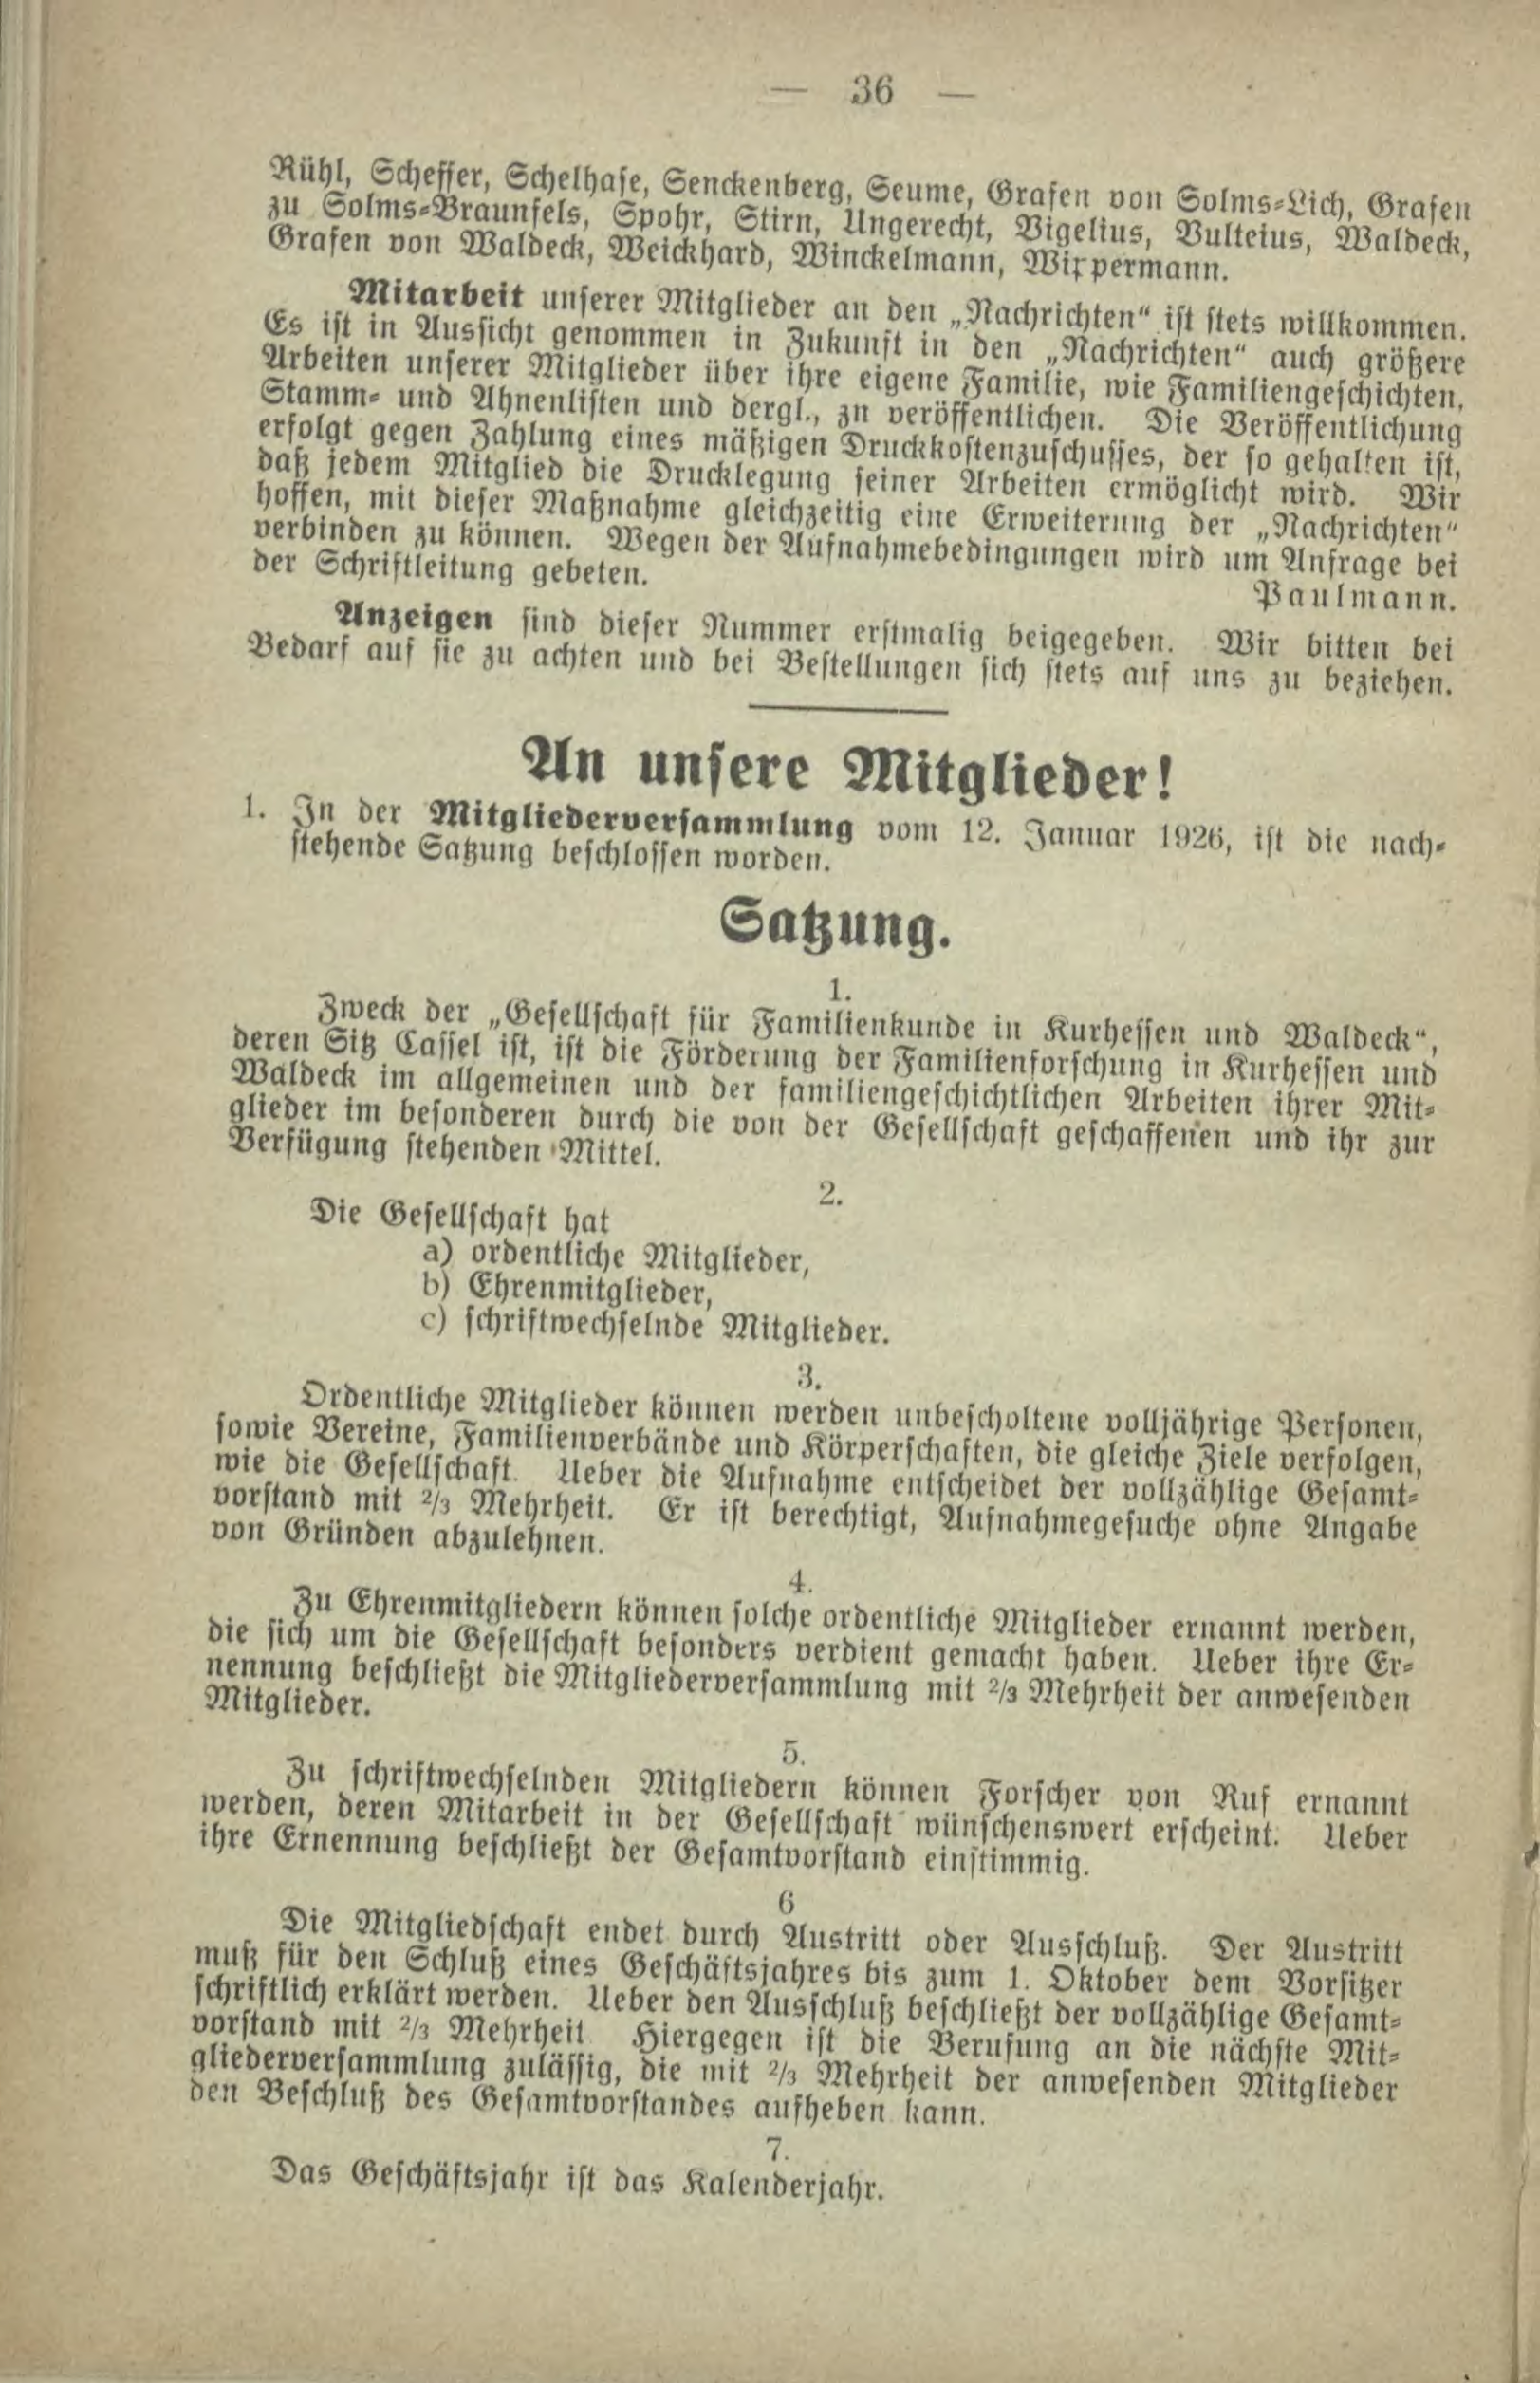 — 36 —
Rühl, Scheffer, Schelhase, Senckenberg, Seume, Grafen von Solms-Lich, Grafen
zu Solms-Braunfels, Spohr, Stirn, Ungerecht, Vigelius, Vulteius, Waldeck,
Grafen von Waldeck, Weickhard, Winckelmann, Wippermann.
Mitarbeit unserer Mitglieder an den „Nachrichten“ ist stets willkommen.
Es ist in Aussicht genommen in Zukunft in den „Nachrichten“ auch größere
Arbeiten unserer Mitglieder über ihre eigene Familie, wie Familiengeschichten,
Stamm- und Ahnenlisten und dergl., zu veröffentlichen. Die Veröffentlichung
erfolgt gegen Zahlung eines mäßigen Druckkostenzuschusses, der so gehalten ist,
daß jedem Mitglied die Drucklegung seiner Arbeiten ermöglicht wird. Wir
hoffen, mit dieser Maßnahme gleichzeitig eine Erweiterung der „Nachrichten“
verbinden zu können. Wegen der Aufnahmebedingungen wird um Anfrage bei
der Schriftleitung gebeten.
Paulmann.
Anzeigen sind dieser Nummer erstmalig beigegeben. Wir bitten bei
Bedarf auf sie zu achten und bei Bestellungen sich stets auf uns zu beziehen.
An unsere Mitglieder!
1. In der Mitgliederversammlung vom 12. Januar 1926, ist die nach-
stehende Satzung beschlossen worden.
Satzung.
1.
Zweck der „Gesellschaft für Familienkunde in Kurhessen und Waldeck“,
deren Sitz Cassel ist, ist die Förderung der Familienforschung in Kurhessen und
Waldeck im allgemeinen und der familiengeschichtlichen Arbeiten ihrer Mit-
glieder im besonderen durch die von der Gesellschaft geschaffenen und ihr zur
Verfügung stehenden Mittel.
2.
Die Gesellschaft hat
a) ordentliche Mitglieder,
b) Ehrenmitglieder,
c) schriftwechselnde Mitglieder.
3.
Ordentliche Mitglieder können werden unbescholtene volljährige Personen,
sowie Vereine, Familienverbände und Körperschaften, die gleiche Ziele verfolgen,
wie die Gesellschaft. Ueber die Aufnahme entscheidet der vollzählige Gesamt-
vorstand mit 2/3 Mehrheit. Er ist berechtigt, Aufnahmegesuche ohne Angabe
von Gründen abzulehnen.
4.
Zu Ehrenmitgliedern können solche ordentliche Mitglieder ernannt werden,
die sich um die Gesellschaft besonders verdient gemacht haben. Ueber ihre Er-
nennung beschließt die Mitgliederversammlung mit 2/3 Mehrheit der anwesenden
Mitglieder.
5.
Zu schriftwechselnden Mitgliedern können Forscher von Ruf ernannt
werden, deren Mitarbeit in der Gesellschaft wünschenswert erscheint. Ueber
ihre Ernennung beschließt der Gesamtvorstand einstimmig.
6
Die Mitgliedschaft endet durch Austritt oder Ausschluß. Der Austritt
muß für den Schluß eines Geschäftsjahres bis zum 1. Oktober dem Vorsitzer
schriftlich erklärt werden. Ueber den Ausschluß beschließt der vollzählige Gesamt-
vorstand mit 2/3 Mehrheit Hiergegen ist die Berufung an die nächste Mit-
gliederversammlung zulässig, die mit 2/3 Mehrheit der anwesenden Mitglieder
den Beschluß des Gesamtvorstandes aufheben kann.
7.
Das Geschäftsjahr ist das Kalenderjahr.